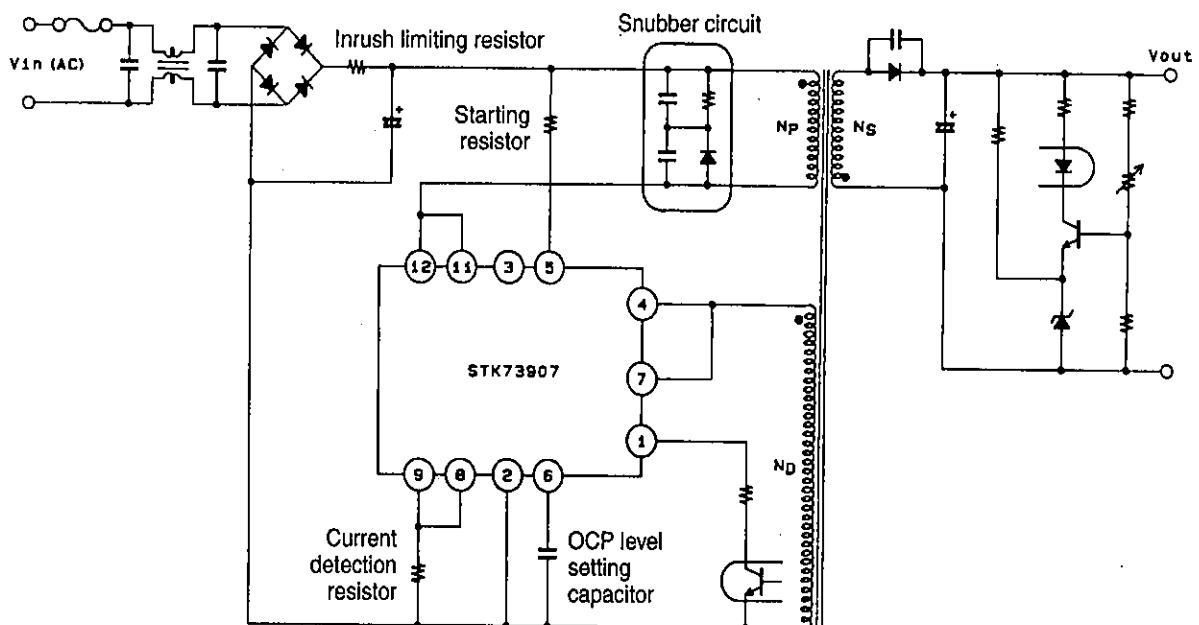 Snubber circuit
Inrush limiting resistor
Vin (AC)
Vout
Starting
resistor
NP
NS
12
11
3
5
4
STK73907
7
1
9
8
2
6
ND
Current
detection
resistor
OCP level
setting
capacitor